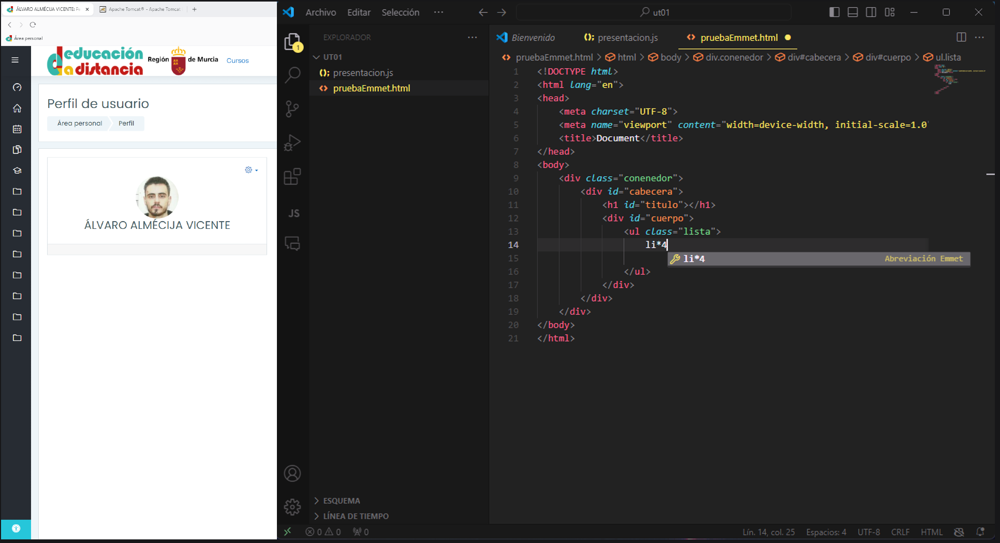 ÁLVARO ALMÉCIJA VICENTE: Pe
Apache Tomcat® - Apache Tomcat
Área personal
educación
a distancia
Región de Murcia
Cursos
Perfil de usuario
Área personal
Perfil
ÁLVARO ALMÉCIJA VICENTE
Archivo Editar Selección ···
ut01
EXPLORADOR
UT01
presentacion.js
pruebaEmmet.html
1
JS
ESQUEMA
LÍNEA DE TIEMPO
Bienvenido
presentacion.js
pruebaEmmet.html
pruebaEmmet.html > html > body > div.conenedor > div#cabecera > div#cuerpo > ul.lista
1 <!DOCTYPE html>
2 <html lang="en">
3 <head>
4 <meta charset="UTF-8">
5 <meta name="viewport" content="width=device-width, initial-scale=1.0"
6 <title>Document</title>
7 </head>
8 <body>
9 <div class="conenedor">
10 <div id="cabecera">
11 <h1 id="titulo"></h1>
12 <div id="cuerpo">
13 <ul class="lista">
14 li*4
15
li*4 Abreviación Emmet
16 </ul>
17 </div>
18 </div>
19 </div>
20 </body>
21 </html>
0 0 0
Lín. 14, col. 25 Espacios: 4 UTF-8 CRLF HTML